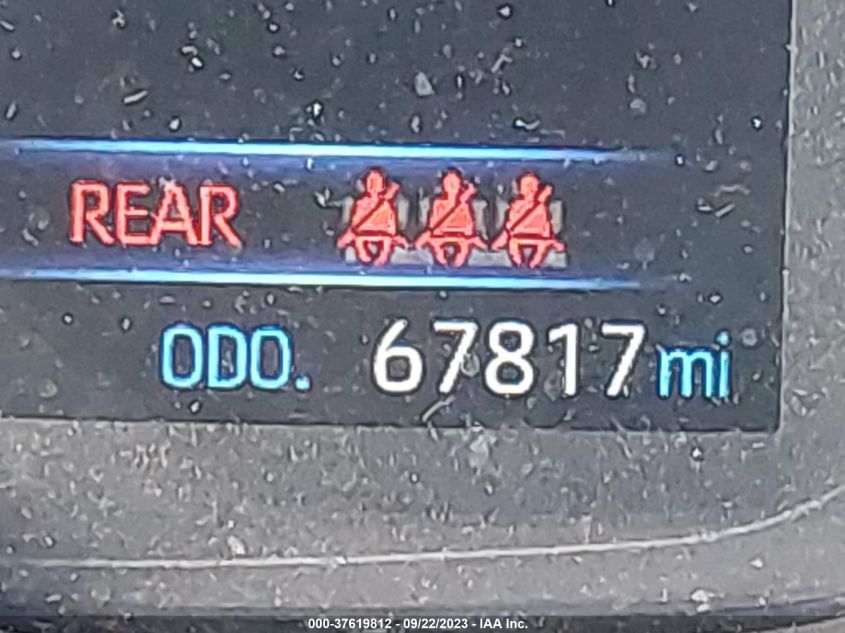 REAR
ODO. 67817 mi
000-37619812 - 09/22/2023 - IAA Inc.